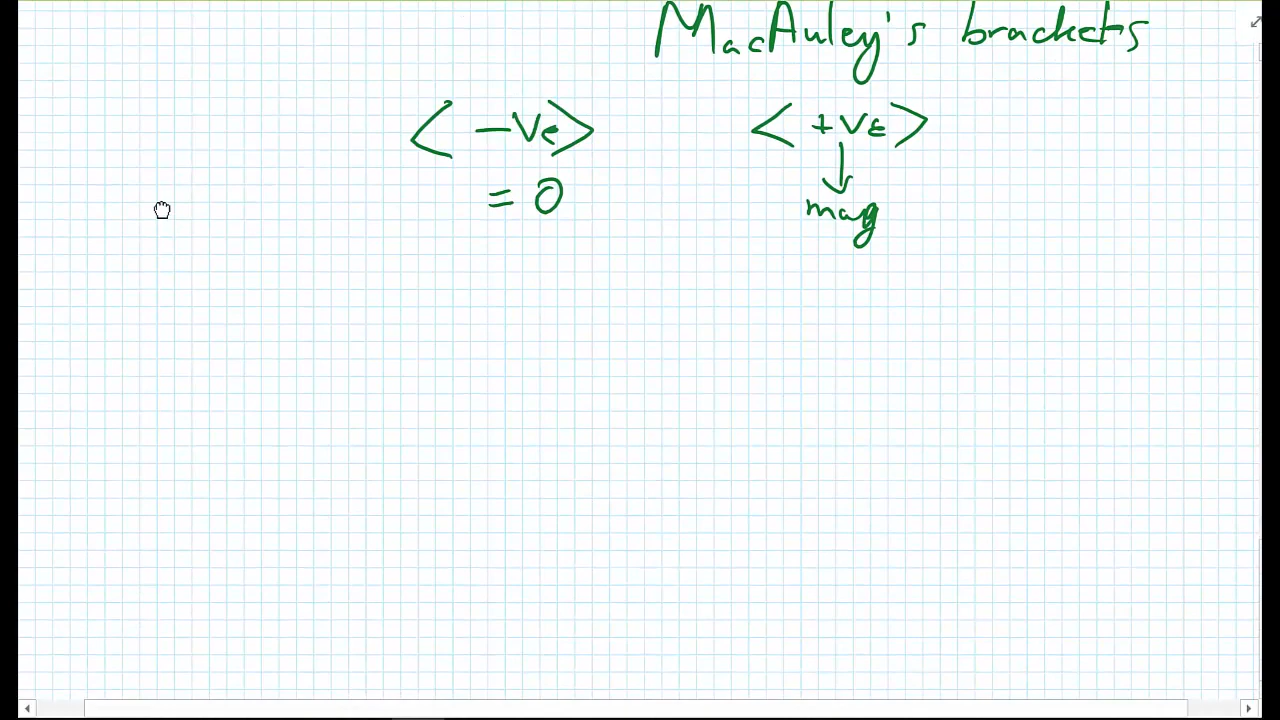 MacAuley's brackets
< -ve > < +ve >
= 0 ↓
mag